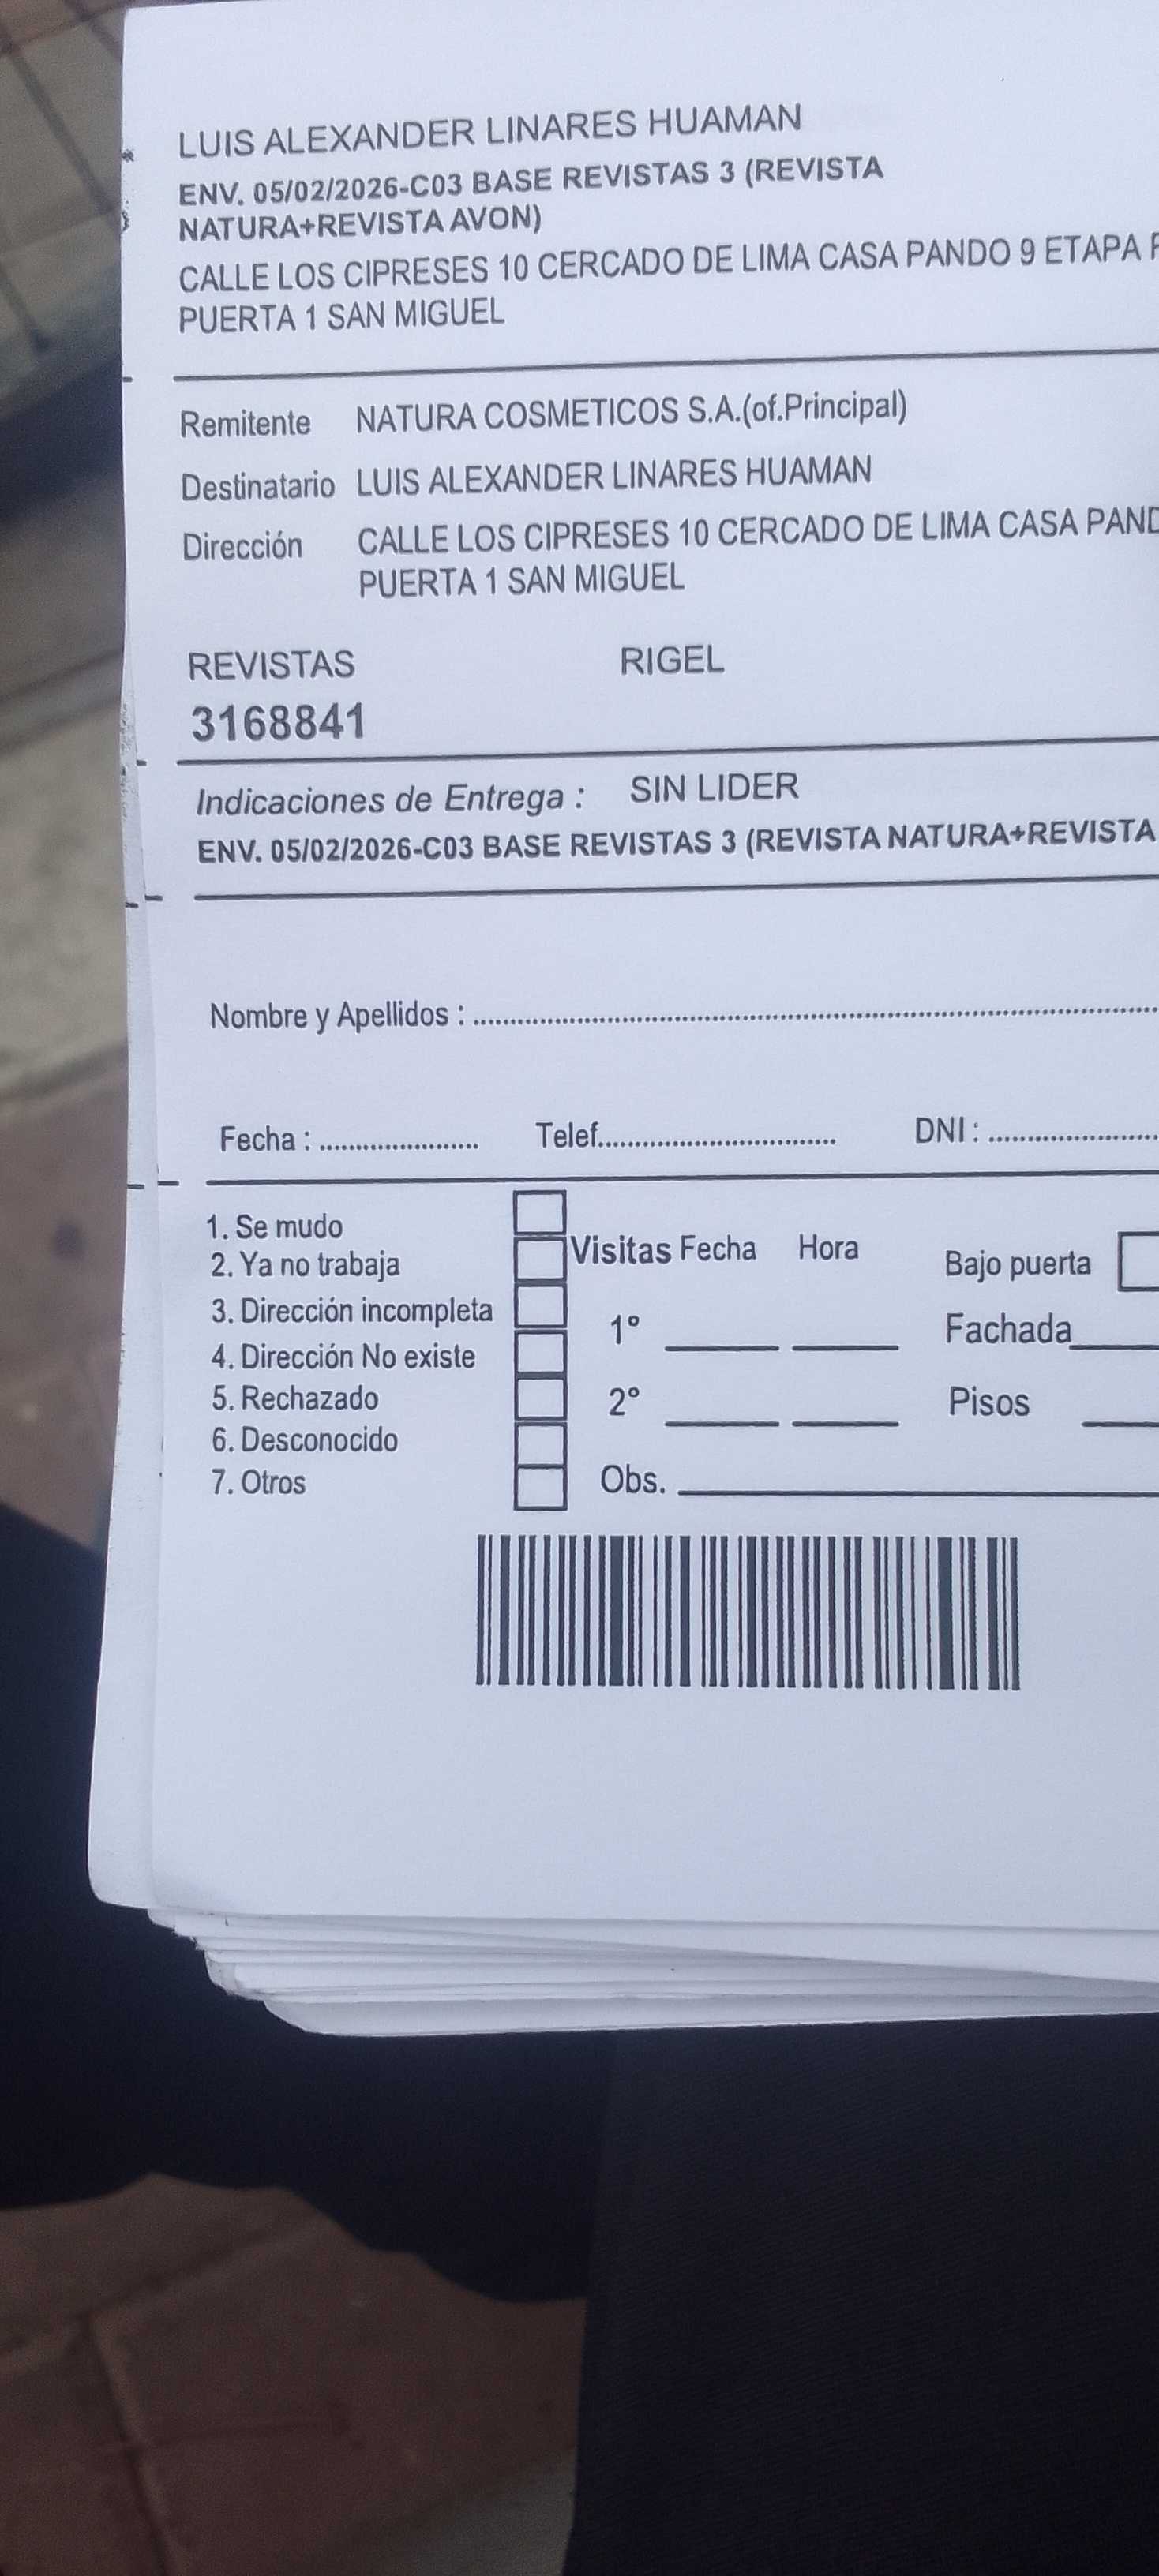 LUIS ALEXANDER LINARES HUAMAN
ENV. 05/02/2026-C03 BASE REVISTAS 3 (REVISTA
NATURA+REVISTA AVON)
CALLE LOS CIPRESES 10 CERCADO DE LIMA CASA PANDO 9 ETAPA
PUERTA 1 SAN MIGUEL
Remitente NATURA COSMETICOS S.A.(of.Principal)
Destinatario LUIS ALEXANDER LINARES HUAMAN
Dirección CALLE LOS CIPRESES 10 CERCADO DE LIMA CASA
PUERTA 1 SAN MIGUEL
REVISTAS RIGEL
3168841
Indicaciones de Entrega : SIN LIDER
ENV. 05/02/2026-C03 BASE REVISTAS 3 (REVISTA NATURA+REVISTA
Nombre y Apellidos :
Fecha : Telef. DNI :
1. Se mudo
2. Ya no trabaja Visitas Fecha Hora Bajo puerta
3. Dirección incompleta 1° Fachada
4. Dirección No existe
5. Rechazado 2° Pisos
6. Desconocido
7. Otros Obs.